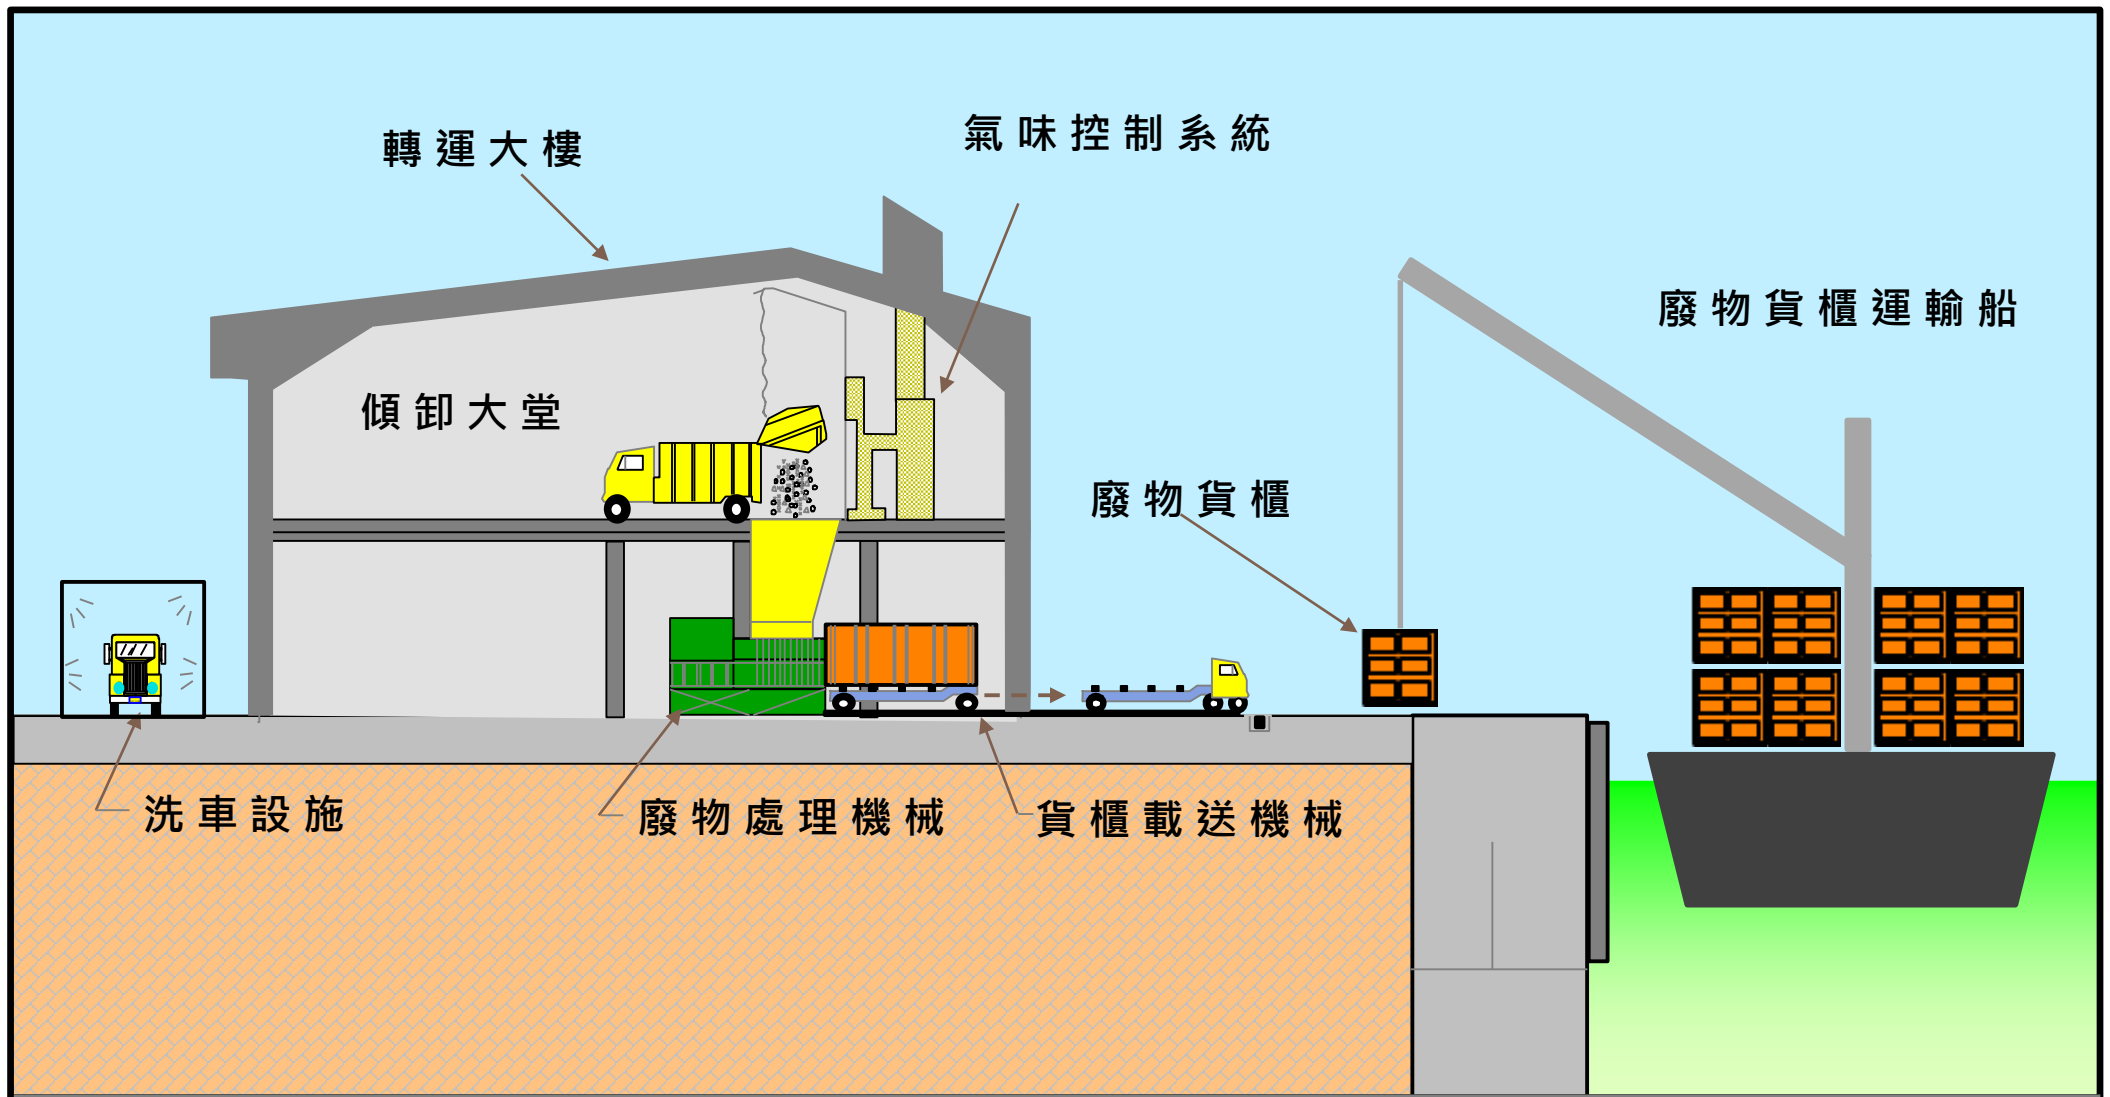 轉運大樓
氣味控制系統
廢物貨櫃運輸船
傾卸大堂
廢物貨櫃
洗車設施
廢物處理機械
貨櫃載送機械